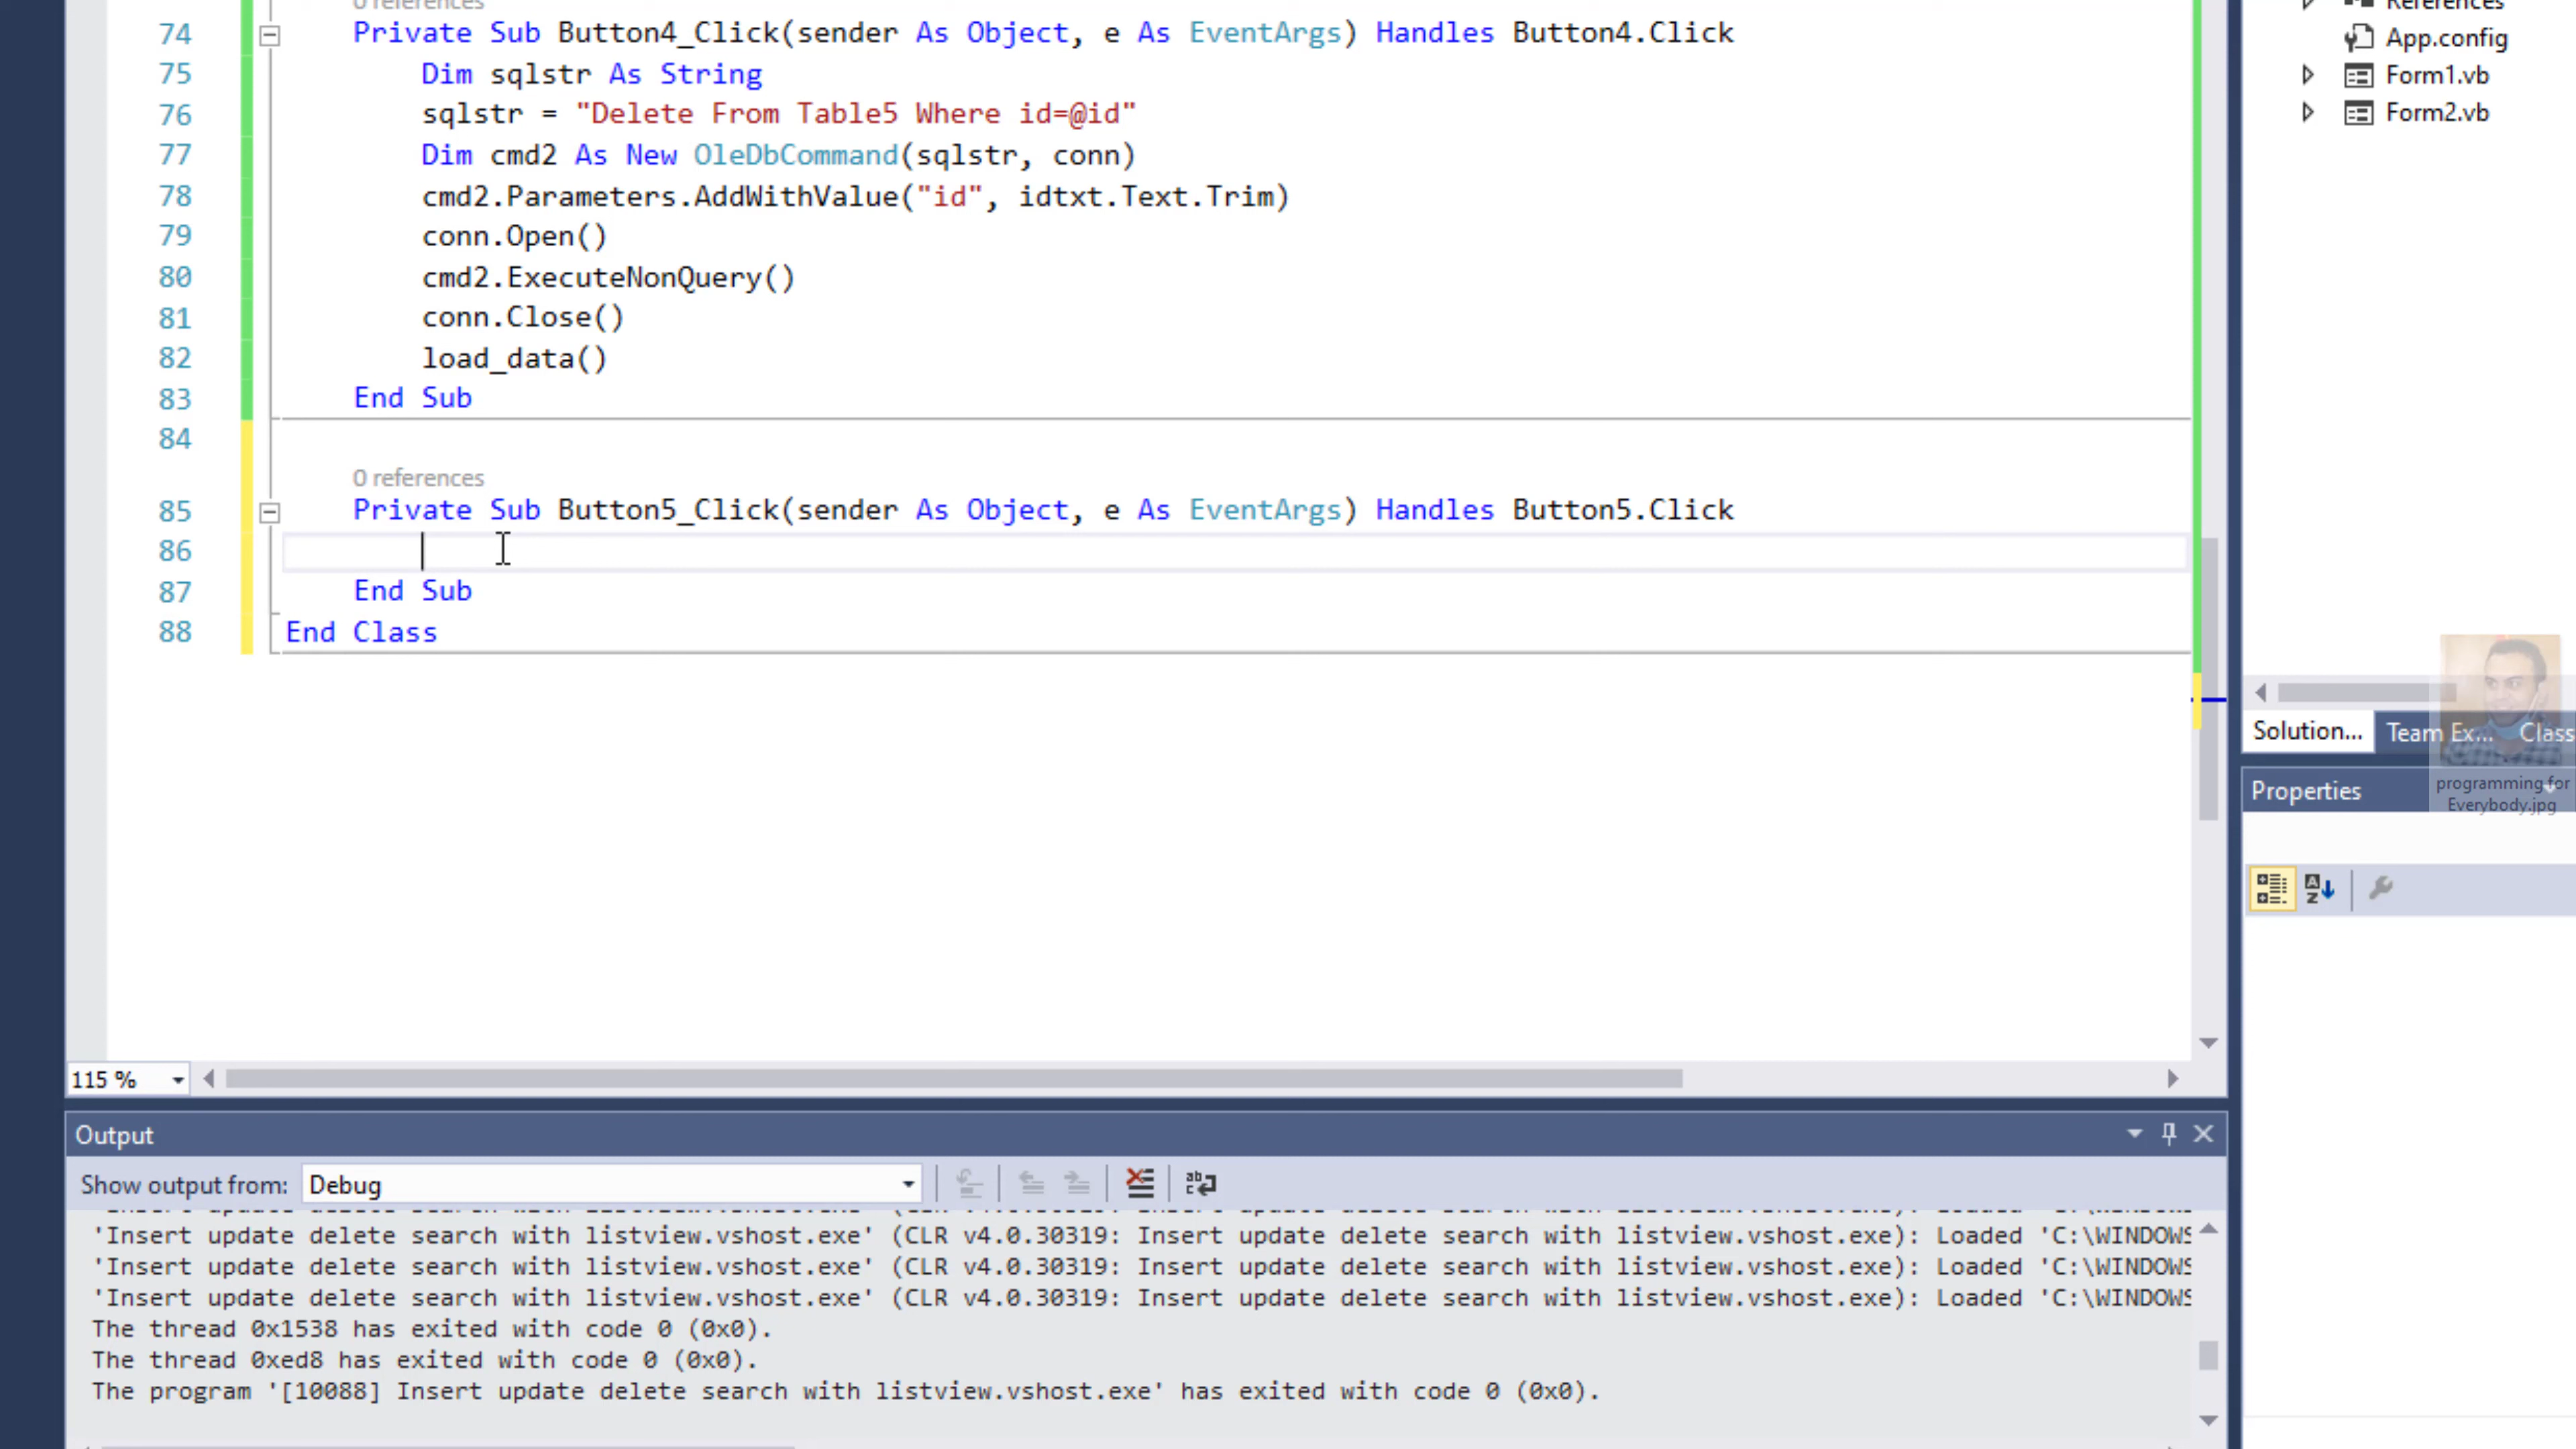 0 references
74 Private Sub Button4_Click(sender As Object, e As EventArgs) Handles Button4.Click
75 Dim sqlstr As String
76 sqlstr = "Delete From Table5 Where id=@id"
77 Dim cmd2 As New OleDbCommand(sqlstr, conn)
78 cmd2.Parameters.AddWithValue("id", idtxt.Text.Trim)
79 conn.Open()
80 cmd2.ExecuteNonQuery()
81 conn.Close()
82 load_data()
83 End Sub
84
0 references
85 Private Sub Button5_Click(sender As Object, e As EventArgs) Handles Button5.Click
86
87 End Sub
88 End Class
115 %
Output
Show output from: Debug
'Insert update delete search with listview.vshost.exe' (CLR v4.0.30319: Insert update delete search with listview.vshost.exe): Loaded 'C:\WINDOWS
'Insert update delete search with listview.vshost.exe' (CLR v4.0.30319: Insert update delete search with listview.vshost.exe): Loaded 'C:\WINDOWS
'Insert update delete search with listview.vshost.exe' (CLR v4.0.30319: Insert update delete search with listview.vshost.exe): Loaded 'C:\WINDOWS
The thread 0x1538 has exited with code 0 (0x0).
The thread 0xed8 has exited with code 0 (0x0).
The program '[10088] Insert update delete search with listview.vshost.exe' has exited with code 0 (0x0).
References
App.config
Form1.vb
Form2.vb
Solution... Team Ex... Class
Properties
programming for
Everybody.jpg